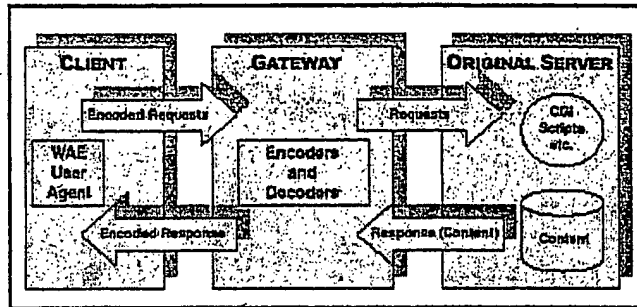 CLIENT
GATEWAY
ORIGINAL SERVER
Encoded Requests
Requests
CGI
Scripts
etc.
WAE
User
Agent
Encoders
and
Decoders
Encoded Response
Response (Content)
Content